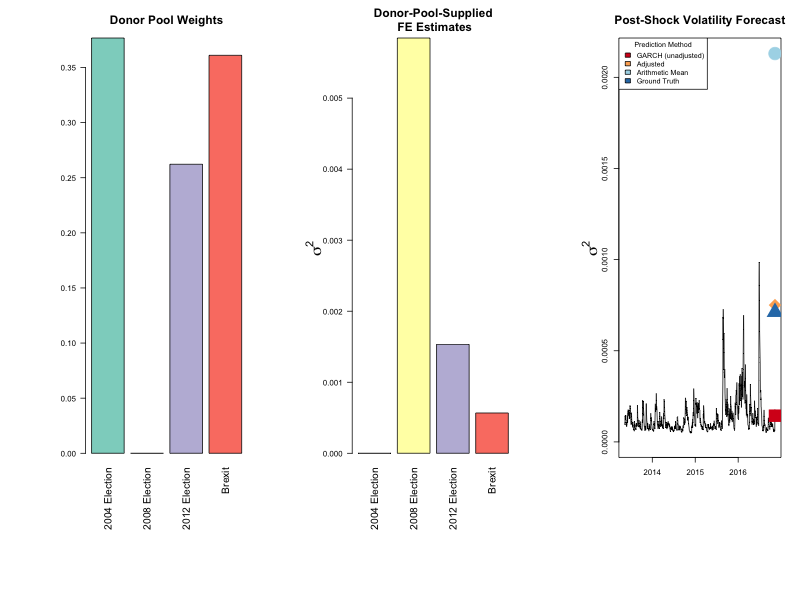 Donor Pool Weights
0.35
0.30
0.25
0.20
0.15
0.10
0.05
0.00
2004 Election
2008 Election
2012 Election
Brexit
Donor-Pool-Supplied
FE Estimates
σ²
0.005
0.004
0.003
0.002
0.001
0.000
2004 Election
2008 Election
2012 Election
Brexit
Post-Shock Volatility Forecast
σ²
0.0020
0.0015
0.0010
0.0005
0.0000
Prediction Method
GARCH (unadjusted)
Adjusted
Arithmetic Mean
Ground Truth
2014 2015 2016